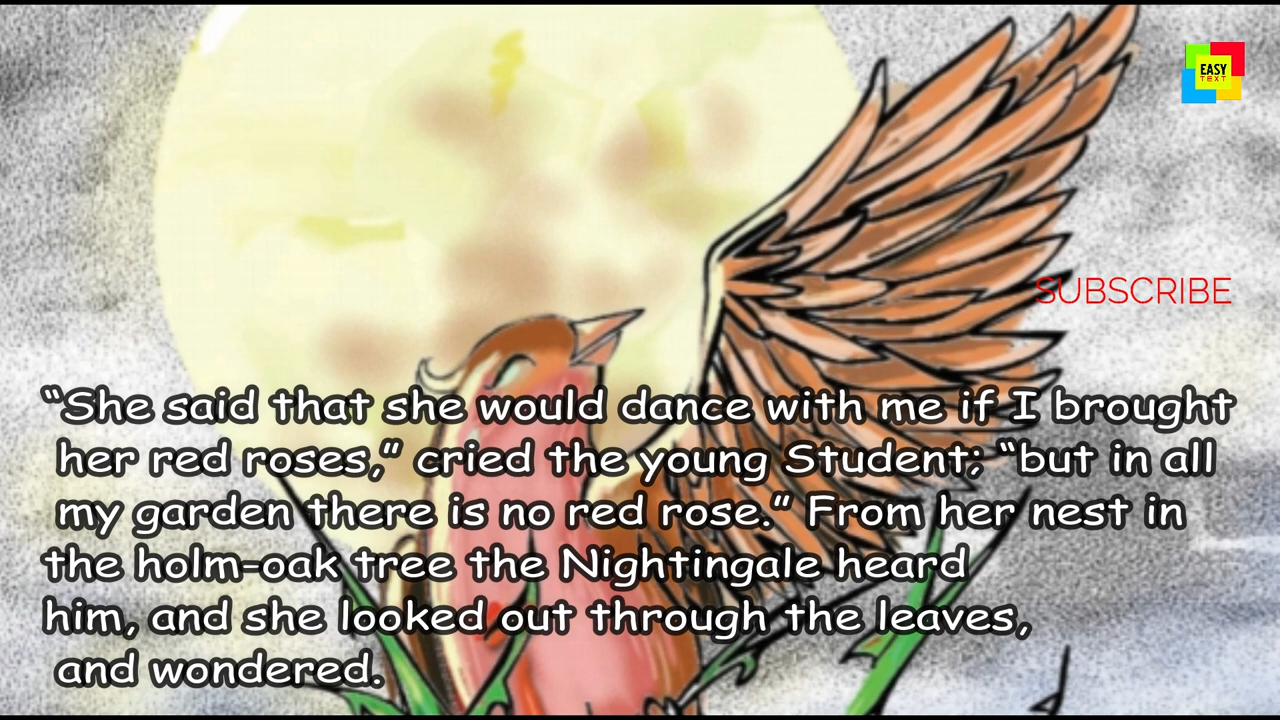 EASY
TEXT
SUBSCRIBE
“She said that she would dance with me if I brought
her red roses,” cried the young Student; “but in all
my garden there is no red rose.” From her nest in
the holm-oak tree the Nightingale heard
him, and she looked out through the leaves,
and wondered.